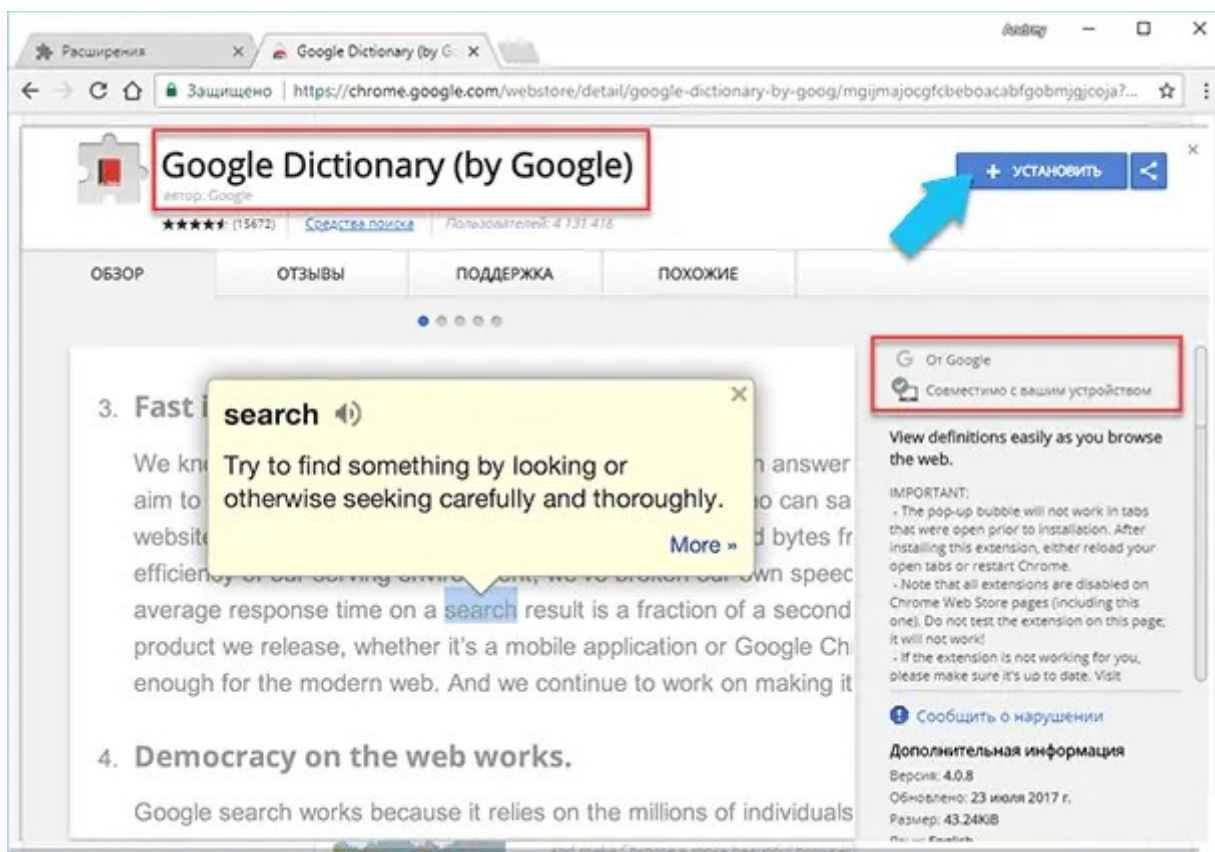 Andrey
Расширения
Google Dictionary (by G
Защищено | https://chrome.google.com/webstore/detail/google-dictionary-by-goog/mgijmajocgfcbeboacabfgobmjgjcoja?...
Google Dictionary (by Google)
автор: Google
(15672) Средства поиска Пользователей: 4 131 416
+ УСТАНОВИТЬ
ОБЗОР ОТЗЫВЫ ПОДДЕРЖКА ПОХОЖИЕ
3. Fast i
search
Try to find something by looking or
otherwise seeking carefully and thoroughly.
More »
We kn n answer
aim to o can sa
website d bytes fr
efficiency of our serving environment, we've broken our own speed
average response time on a search result is a fraction of a second
product we release, whether it's a mobile application or Google Ch
enough for the modern web. And we continue to work on making it
4. Democracy on the web works.
Google search works because it relies on the millions of individuals
От Google
Совместимо с вашим устройством
View definitions easily as you browse
the web.
IMPORTANT:
- The pop-up bubble will not work in tabs
that were open prior to installation. After
installing this extension, either reload your
open tabs or restart Chrome.
- Note that all extensions are disabled on
Chrome Web Store pages (including this
one). Do not test the extension on this page;
it will not work!
- If the extension is not working for you,
please make sure it's up to date. Visit
Сообщить о нарушении
Дополнительная информация
Версия: 4.0.8
Обновлено: 23 июля 2017 г.
Размер: 43.24KiB